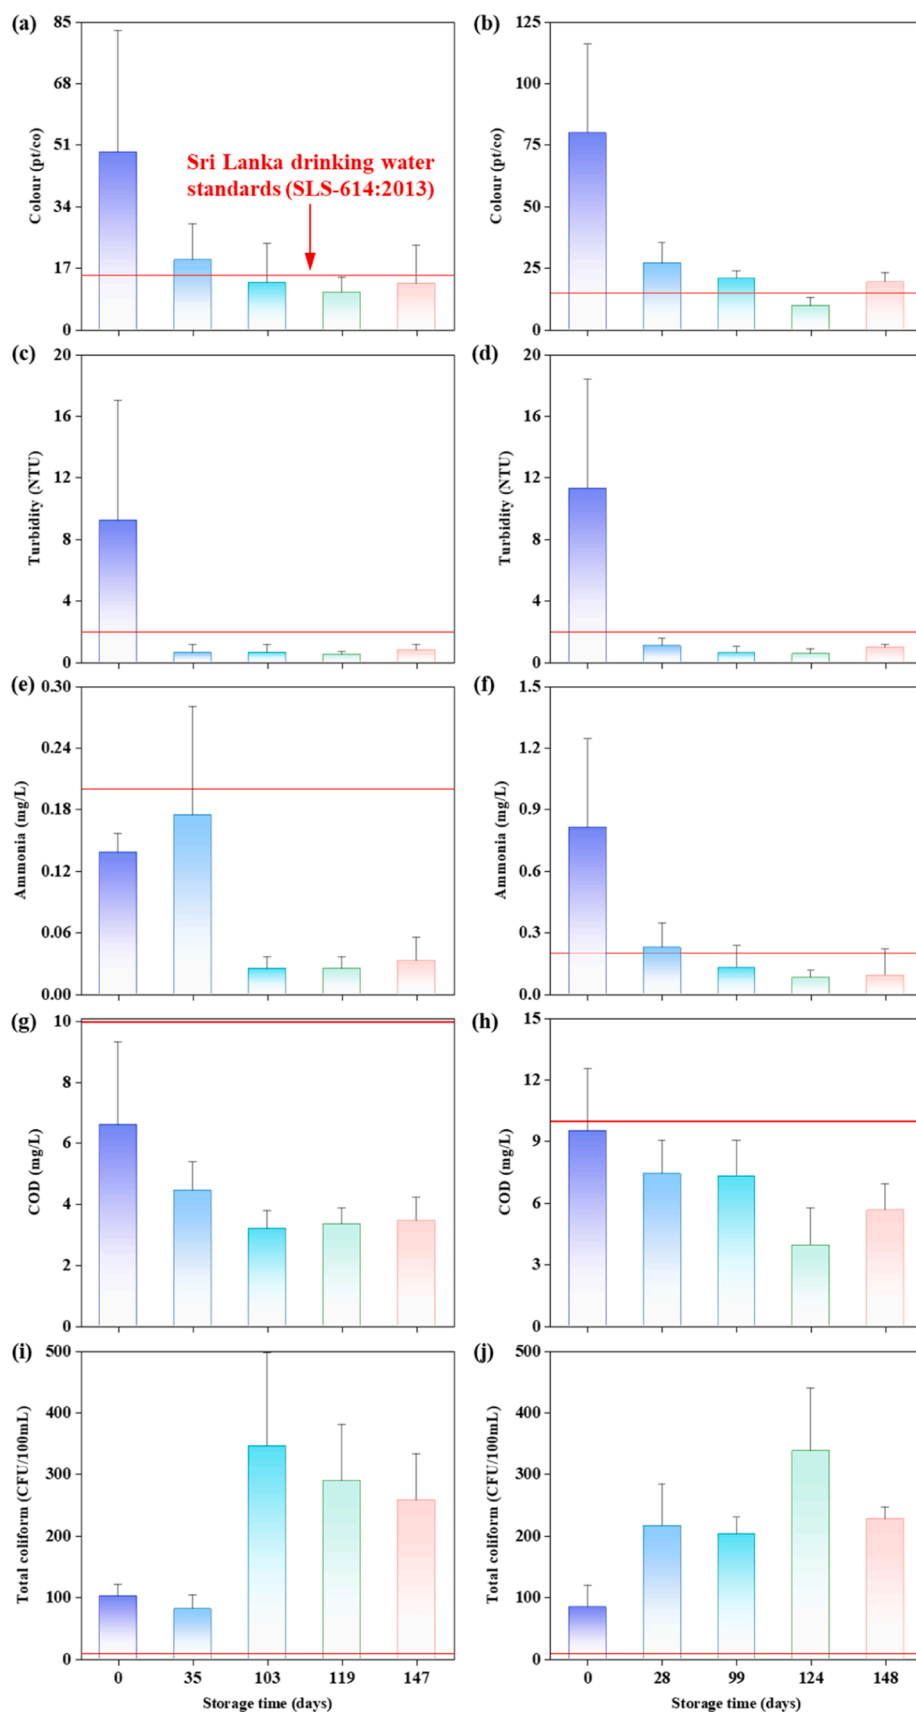 (a)
85
68
51
34
17
0
Colour (pt/co)
Sri Lanka drinking water
standards (SLS-614:2013)
(b)
125
100
75
50
25
0
Colour (pt/co)
(c)
20
16
12
8
4
0
Turbidity (NTU)
(d)
20
16
12
8
4
0
Turbidity (NTU)
(e)
0.30
0.24
0.18
0.12
0.06
0.00
Ammonia (mg/L)
(f)
1.5
1.2
0.9
0.6
0.3
0.0
Ammonia (mg/L)
(g)
10
8
6
4
2
0
COD (mg/L)
(h)
15
12
9
6
3
0
COD (mg/L)
(i)
500
400
300
200
100
0
Total coliform (CFU/100mL)
0 35 103 119 147
Storage time (days)
(j)
500
400
300
200
100
0
Total coliform (CFU/100mL)
0 28 99 124 148
Storage time (days)